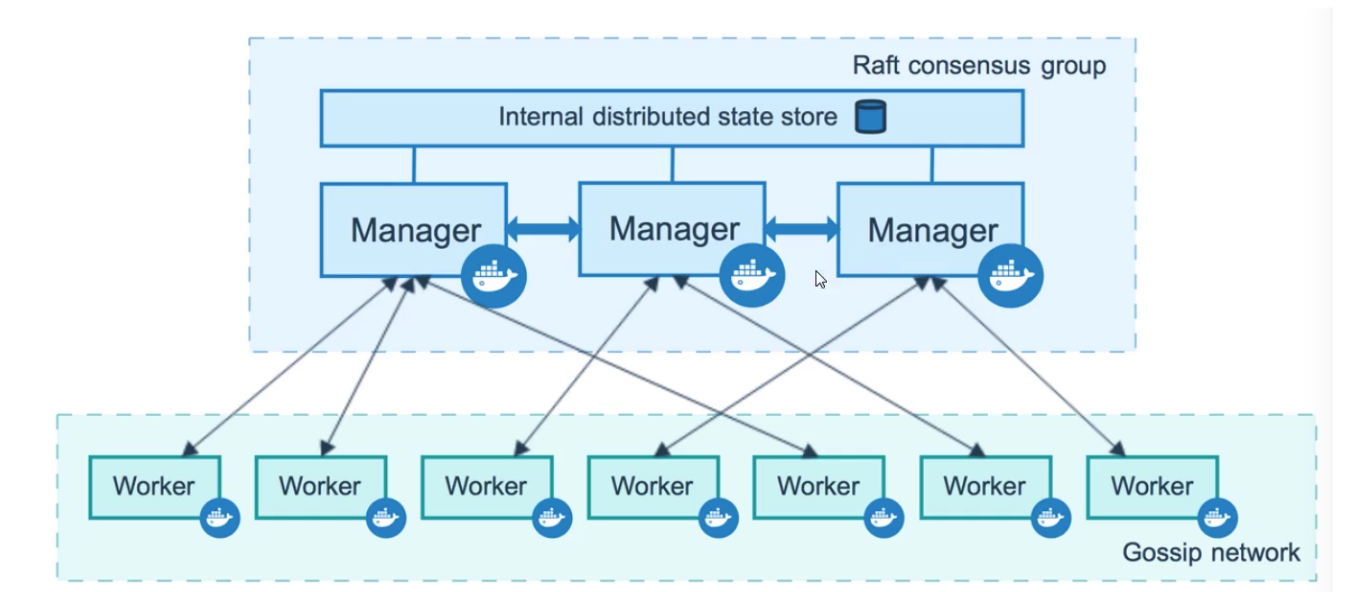 Raft consensus group
Internal distributed state store
Manager Manager Manager
Worker Worker Worker Worker Worker Worker Worker
Gossip network